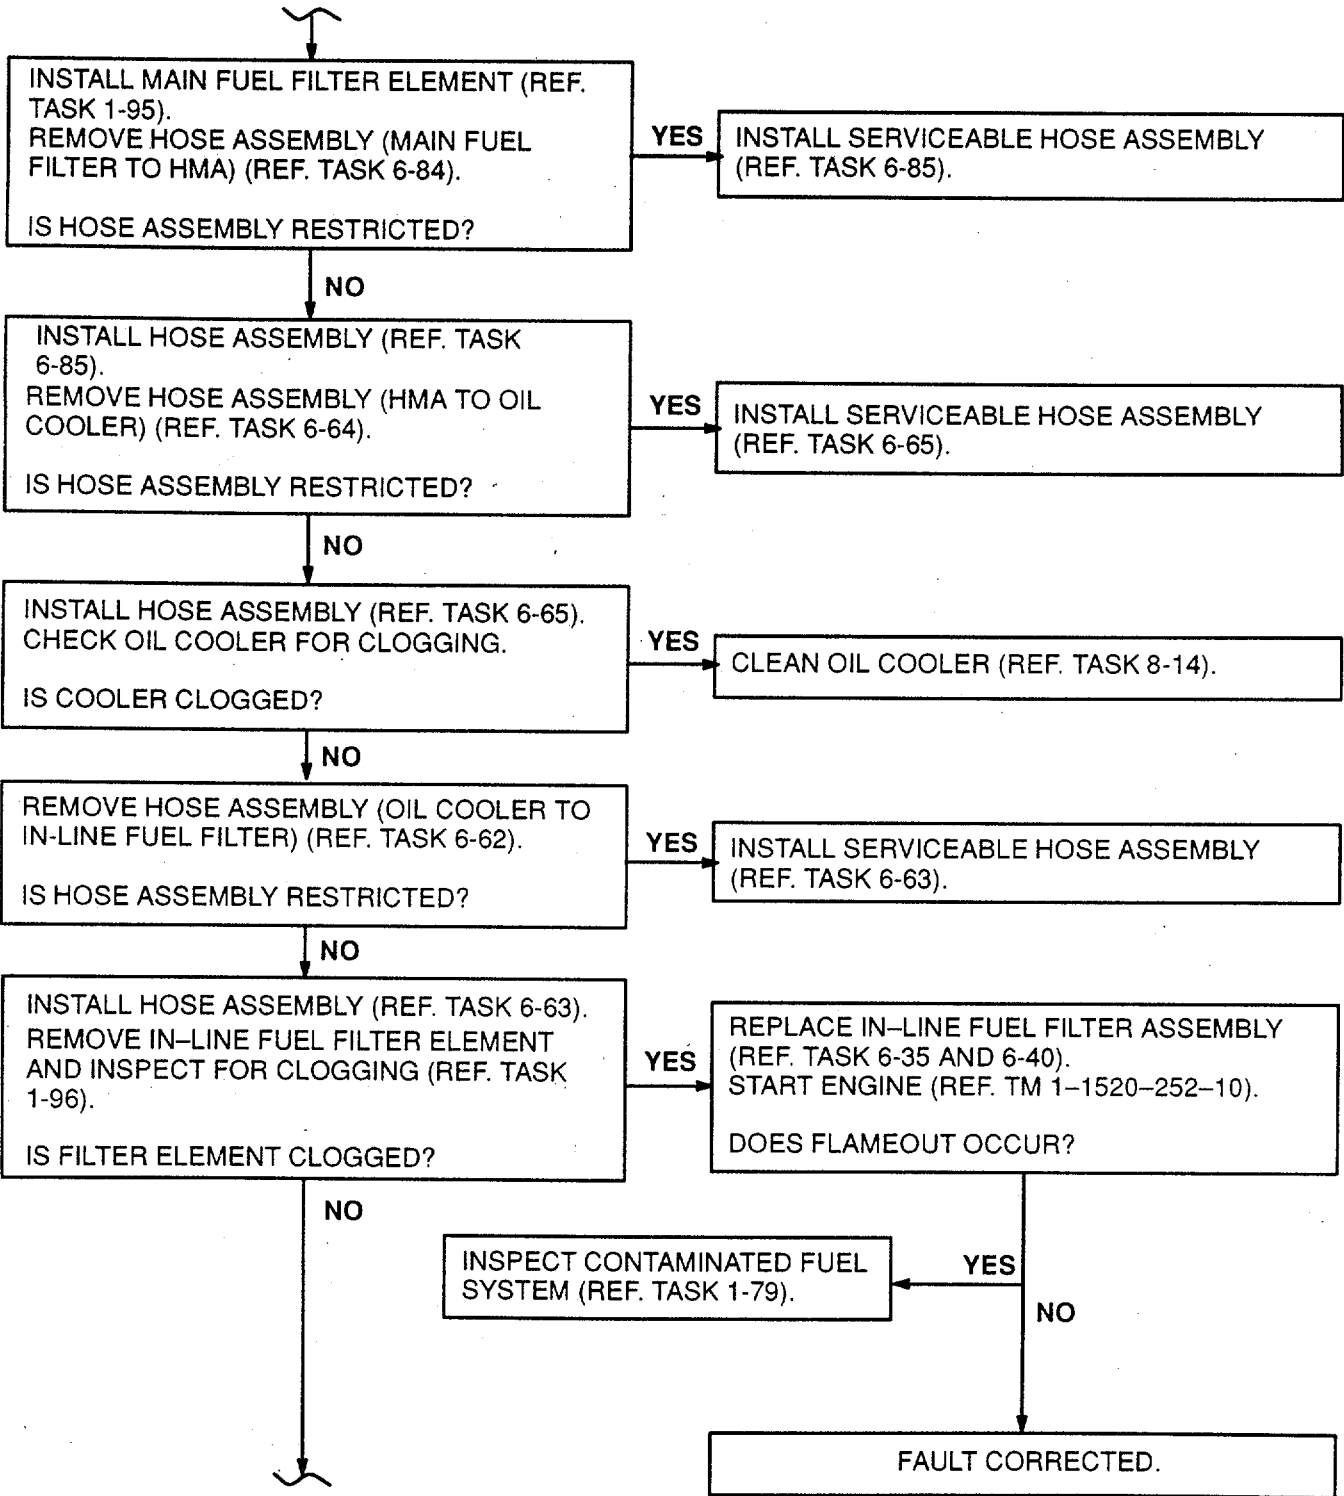 INSTALL MAIN FUEL FILTER ELEMENT (REF.
TASK 1-95).
REMOVE HOSE ASSEMBLY (MAIN FUEL
FILTER TO HMA) (REF. TASK 6-84).
IS HOSE ASSEMBLY RESTRICTED?
YES
INSTALL SERVICEABLE HOSE ASSEMBLY
(REF. TASK 6-85).
NO
INSTALL HOSE ASSEMBLY (REF. TASK
6-85).
REMOVE HOSE ASSEMBLY (HMA TO OIL
COOLER) (REF. TASK 6-64).
IS HOSE ASSEMBLY RESTRICTED?
YES
INSTALL SERVICEABLE HOSE ASSEMBLY
(REF. TASK 6-65).
NO
INSTALL HOSE ASSEMBLY (REF. TASK 6-65).
CHECK OIL COOLER FOR CLOGGING.
IS COOLER CLOGGED?
YES
CLEAN OIL COOLER (REF. TASK 8-14).
NO
REMOVE HOSE ASSEMBLY (OIL COOLER TO
IN-LINE FUEL FILTER) (REF. TASK 6-62).
IS HOSE ASSEMBLY RESTRICTED?
YES
INSTALL SERVICEABLE HOSE ASSEMBLY
(REF. TASK 6-63).
NO
INSTALL HOSE ASSEMBLY (REF. TASK 6-63).
REMOVE IN–LINE FUEL FILTER ELEMENT
AND INSPECT FOR CLOGGING (REF. TASK
1-96).
IS FILTER ELEMENT CLOGGED?
YES
REPLACE IN–LINE FUEL FILTER ASSEMBLY
(REF. TASK 6-35 AND 6-40).
START ENGINE (REF. TM 1–1520–252–10).
DOES FLAMEOUT OCCUR?
NO
INSPECT CONTAMINATED FUEL
SYSTEM (REF. TASK 1-79).
YES
NO
FAULT CORRECTED.